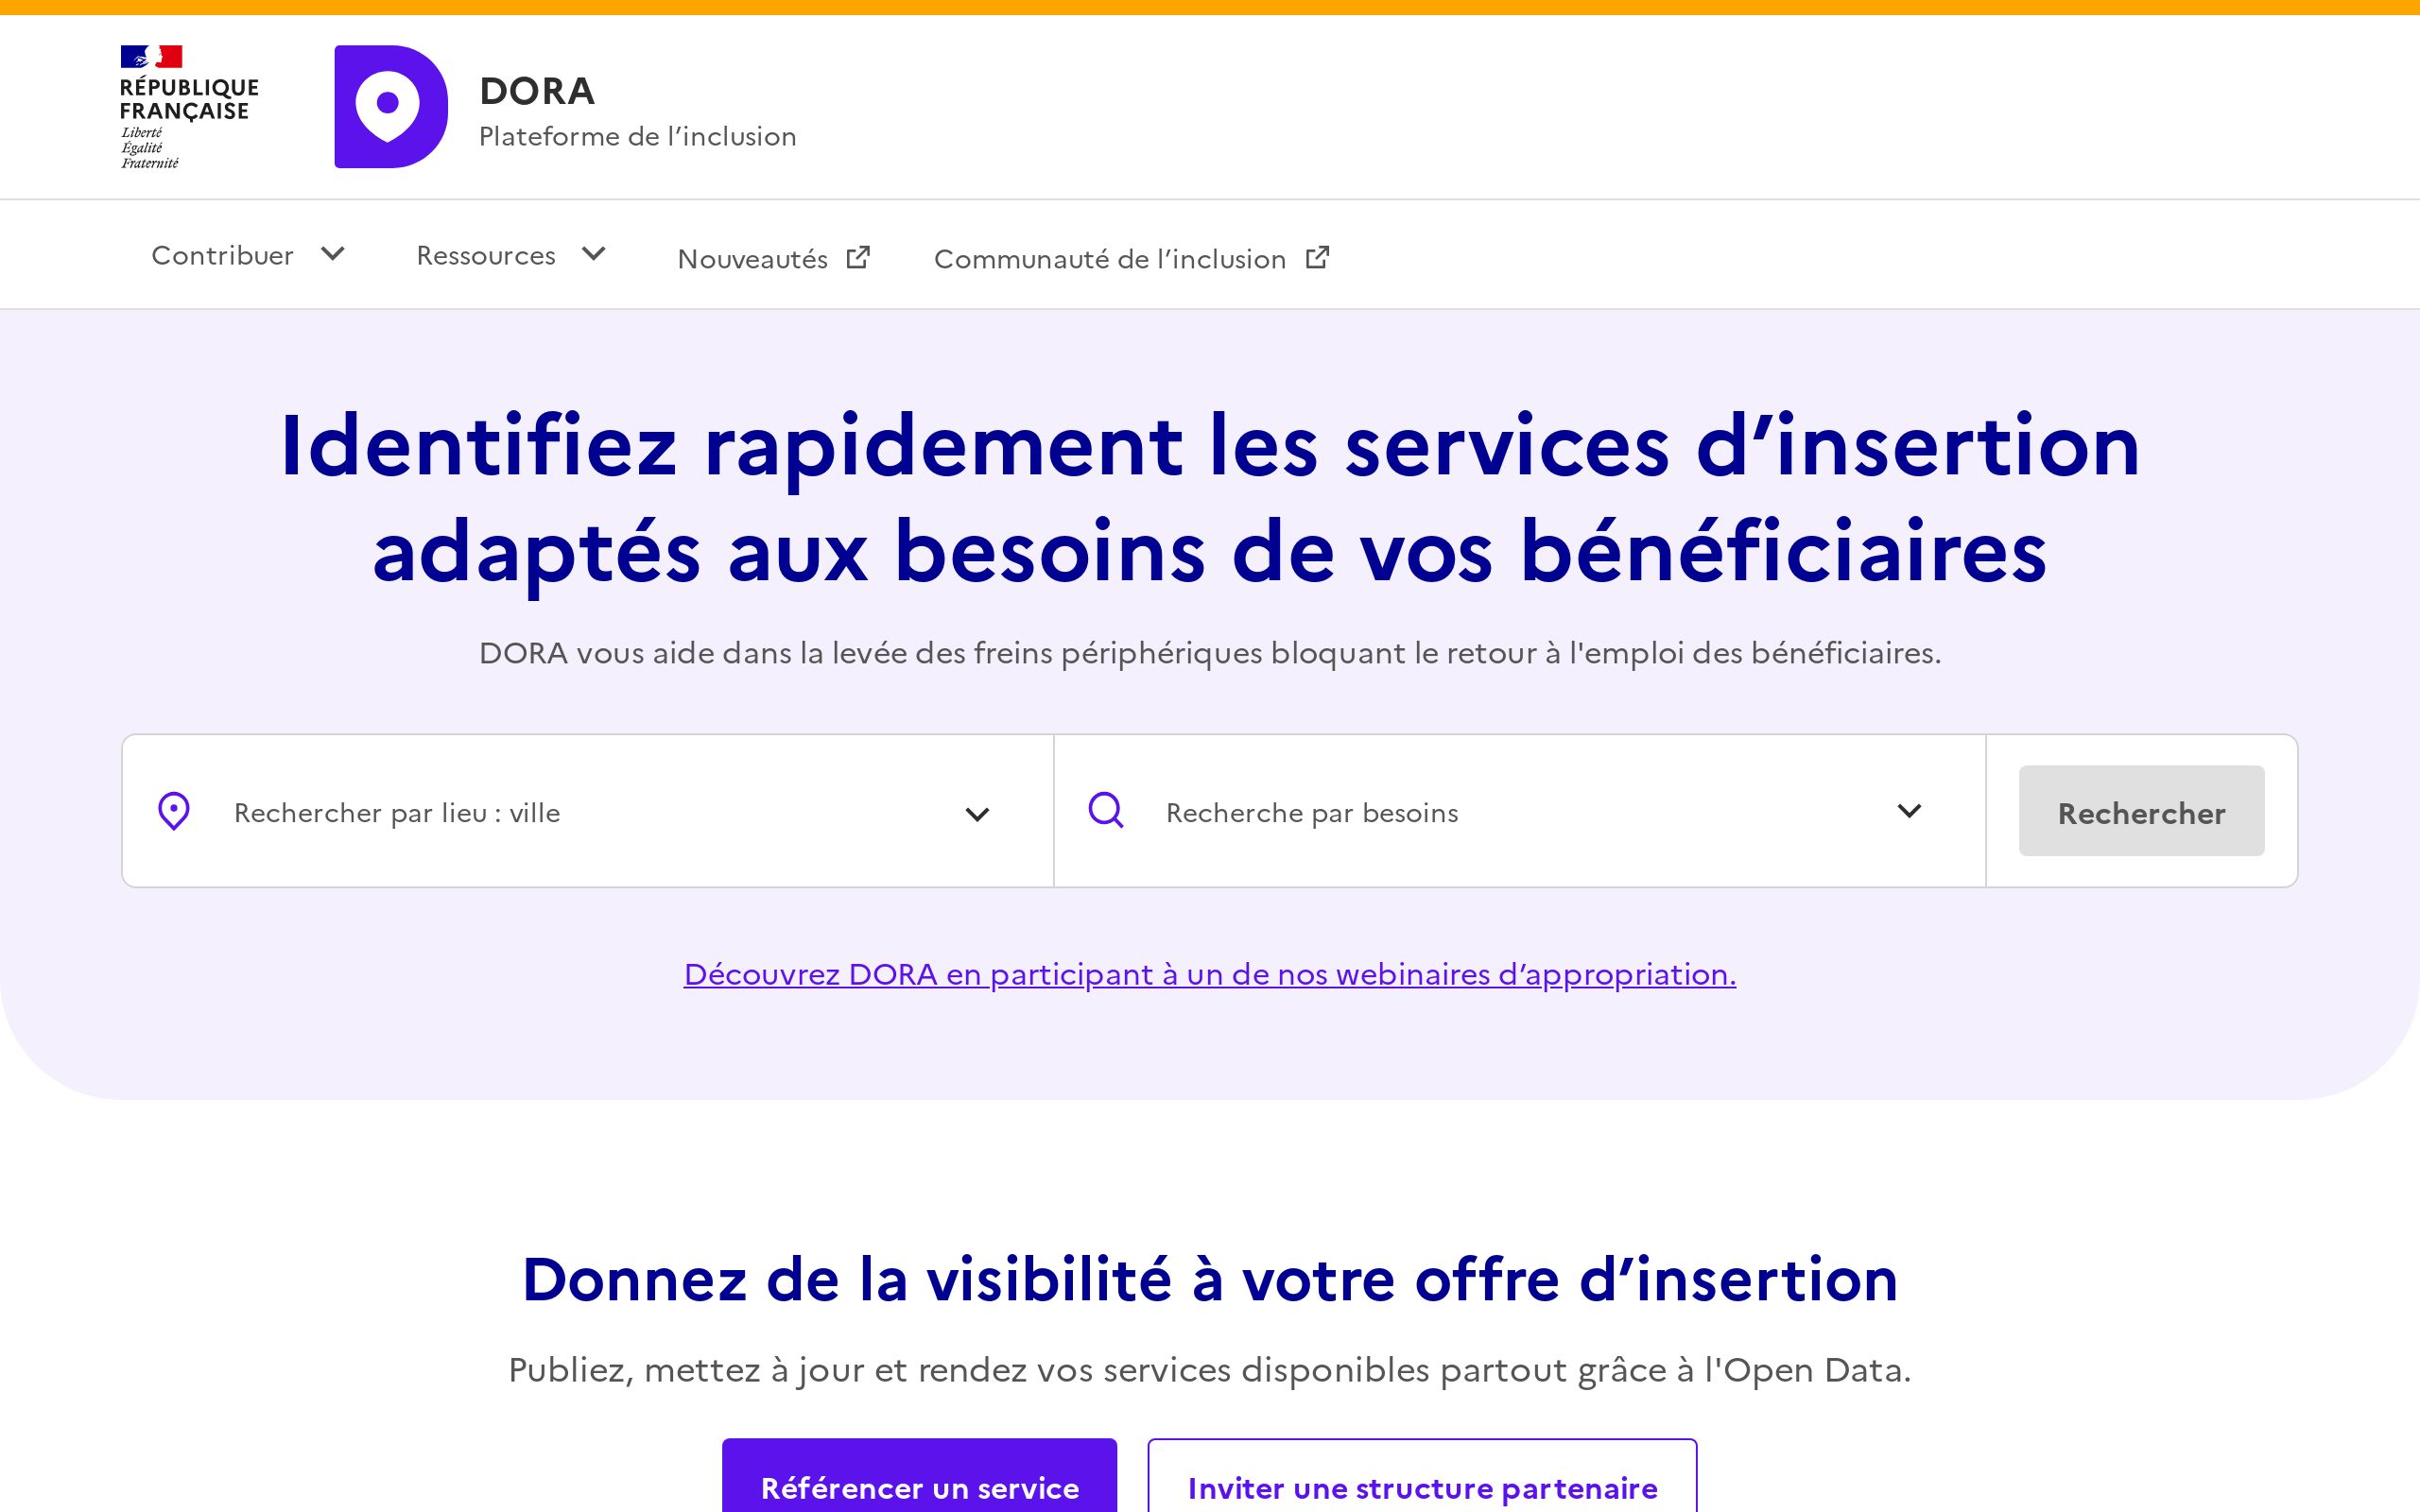 RÉPUBLIQUE
FRANÇAISE
Liberté
Égalité
Fraternité
DORA
Plateforme de l’inclusion
Contribuer
Ressources
Nouveautés
Communauté de l’inclusion
Identifiez rapidement les services d’insertion
adaptés aux besoins de vos bénéficiaires
DORA vous aide dans la levée des freins périphériques bloquant le retour à l'emploi des bénéficiaires.
Rechercher par lieu : ville
Recherche par besoins
Rechercher
Découvrez DORA en participant à un de nos webinaires d’appropriation.
Donnez de la visibilité à votre offre d’insertion
Publiez, mettez à jour et rendez vos services disponibles partout grâce à l'Open Data.
Référencer un service
Inviter une structure partenaire